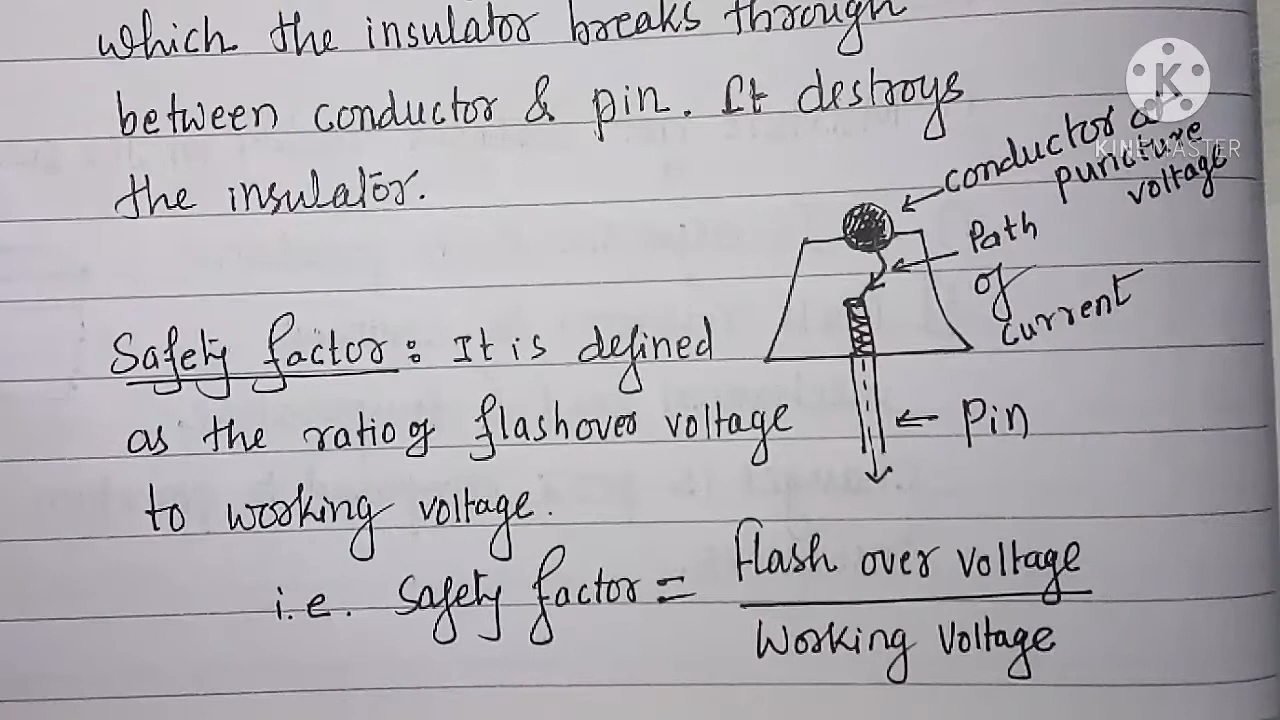 which the insulator breaks through
between conductor & pin. It destroys
the insulator.
conductor at
puncture
voltage
Path
of
current
Pin
Safety factor: It is defined
as the ratio of flashover voltage
to working voltage.
i.e. Safety factor = Flash over voltage
Working Voltage
K
KINEMASTER